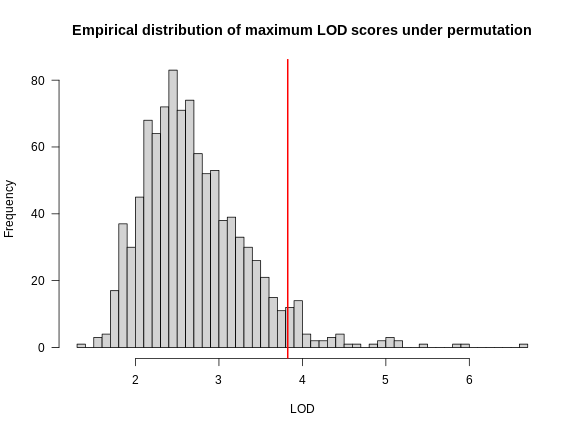 Empirical distribution of maximum LOD scores under permutation
Frequency
80
60
40
20
0
2 3 4 5 6
LOD